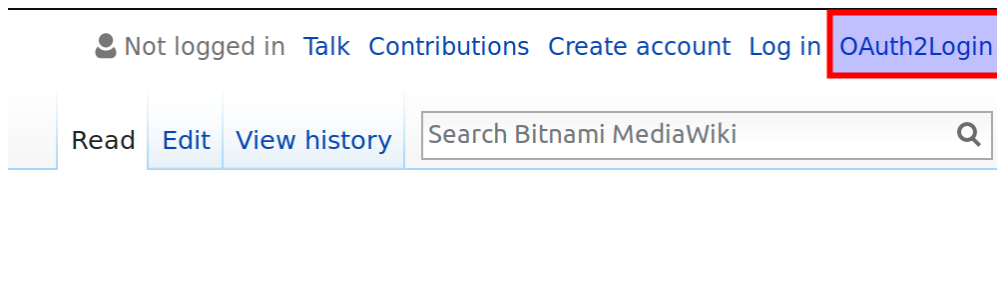 Not logged in Talk Contributions Create account Log in OAuth2Login
Read Edit View history Search Bitnami MediaWiki